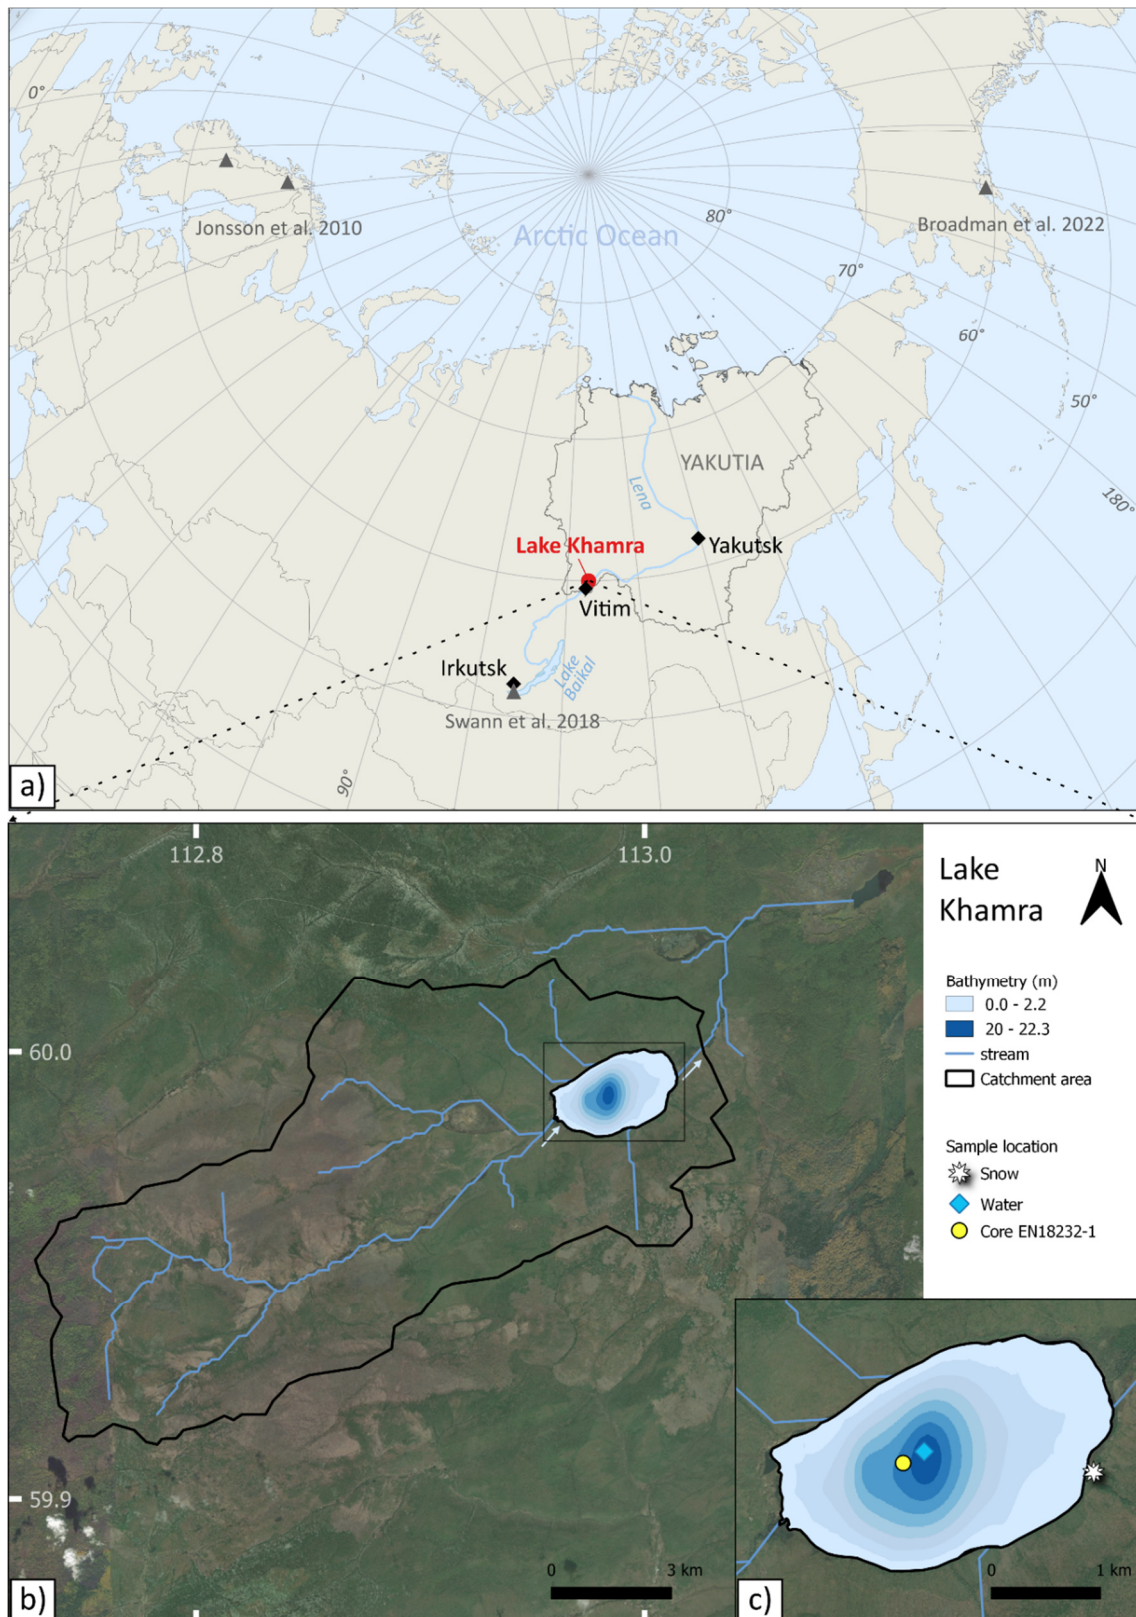 0°
Jonsson et al. 2010
Arctic Ocean
80°
Broadman et al. 2022
70°
60°
50°
180°
YAKUTIA
Lena
Lake Khamra
Yakutsk
Vitim
Irkutsk
Lake
Baikal
Swann et al. 2018
90°
a)
112.8
113.0
60.0
59.9
Lake
Khamra
N
Bathymetry (m)
0.0 - 2.2
20 - 22.3
stream
Catchment area
Sample location
Snow
Water
Core EN18232-1
0
3 km
b)
0
1 km
c)